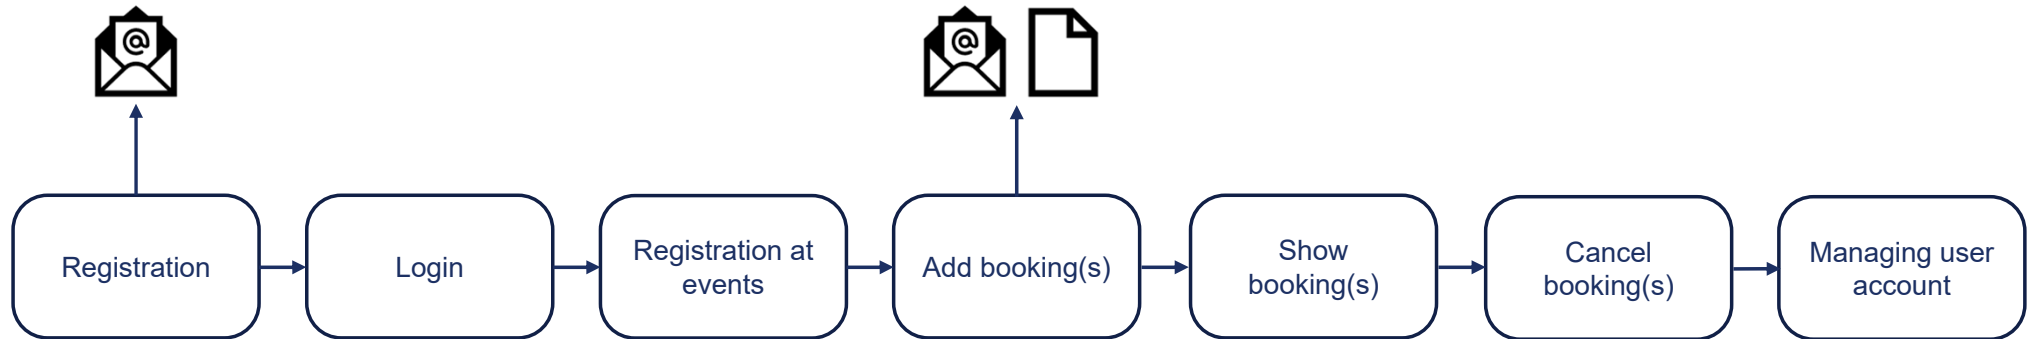 @
@
Registration
Login
Registration at
events
Add booking(s)
Show
booking(s)
Cancel
booking(s)
Managing user
account